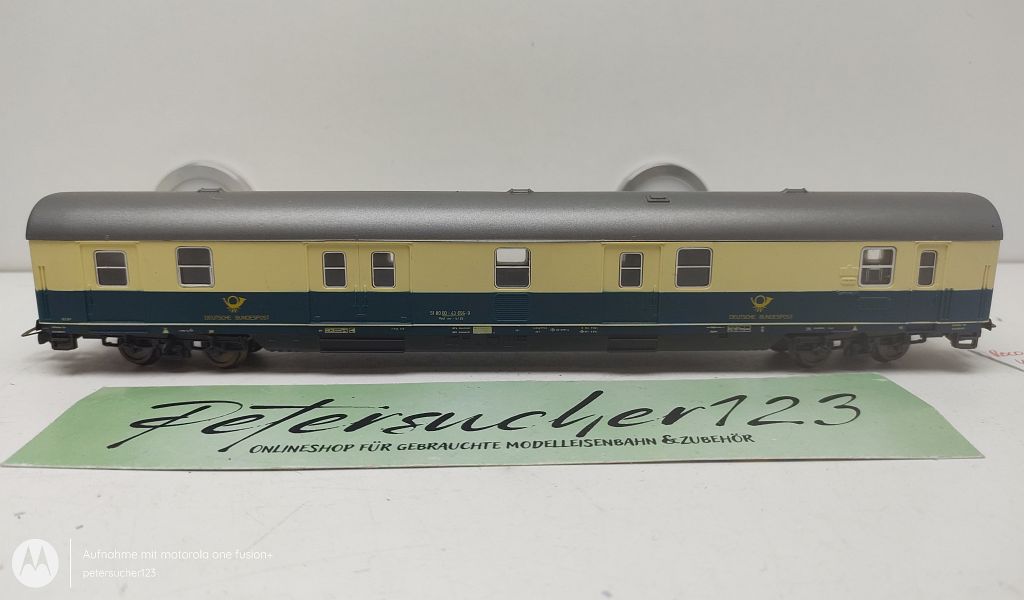 DEUTSCHE BUNDESPOST
DEUTSCHE BUNDESPOST
Petersucher123
ONLINESHOP FÜR GEBRAUCHTE MODELLEISENBAHN & ZUBEHÖR
Aufnahme mit motorola one fusion+
petersucher123